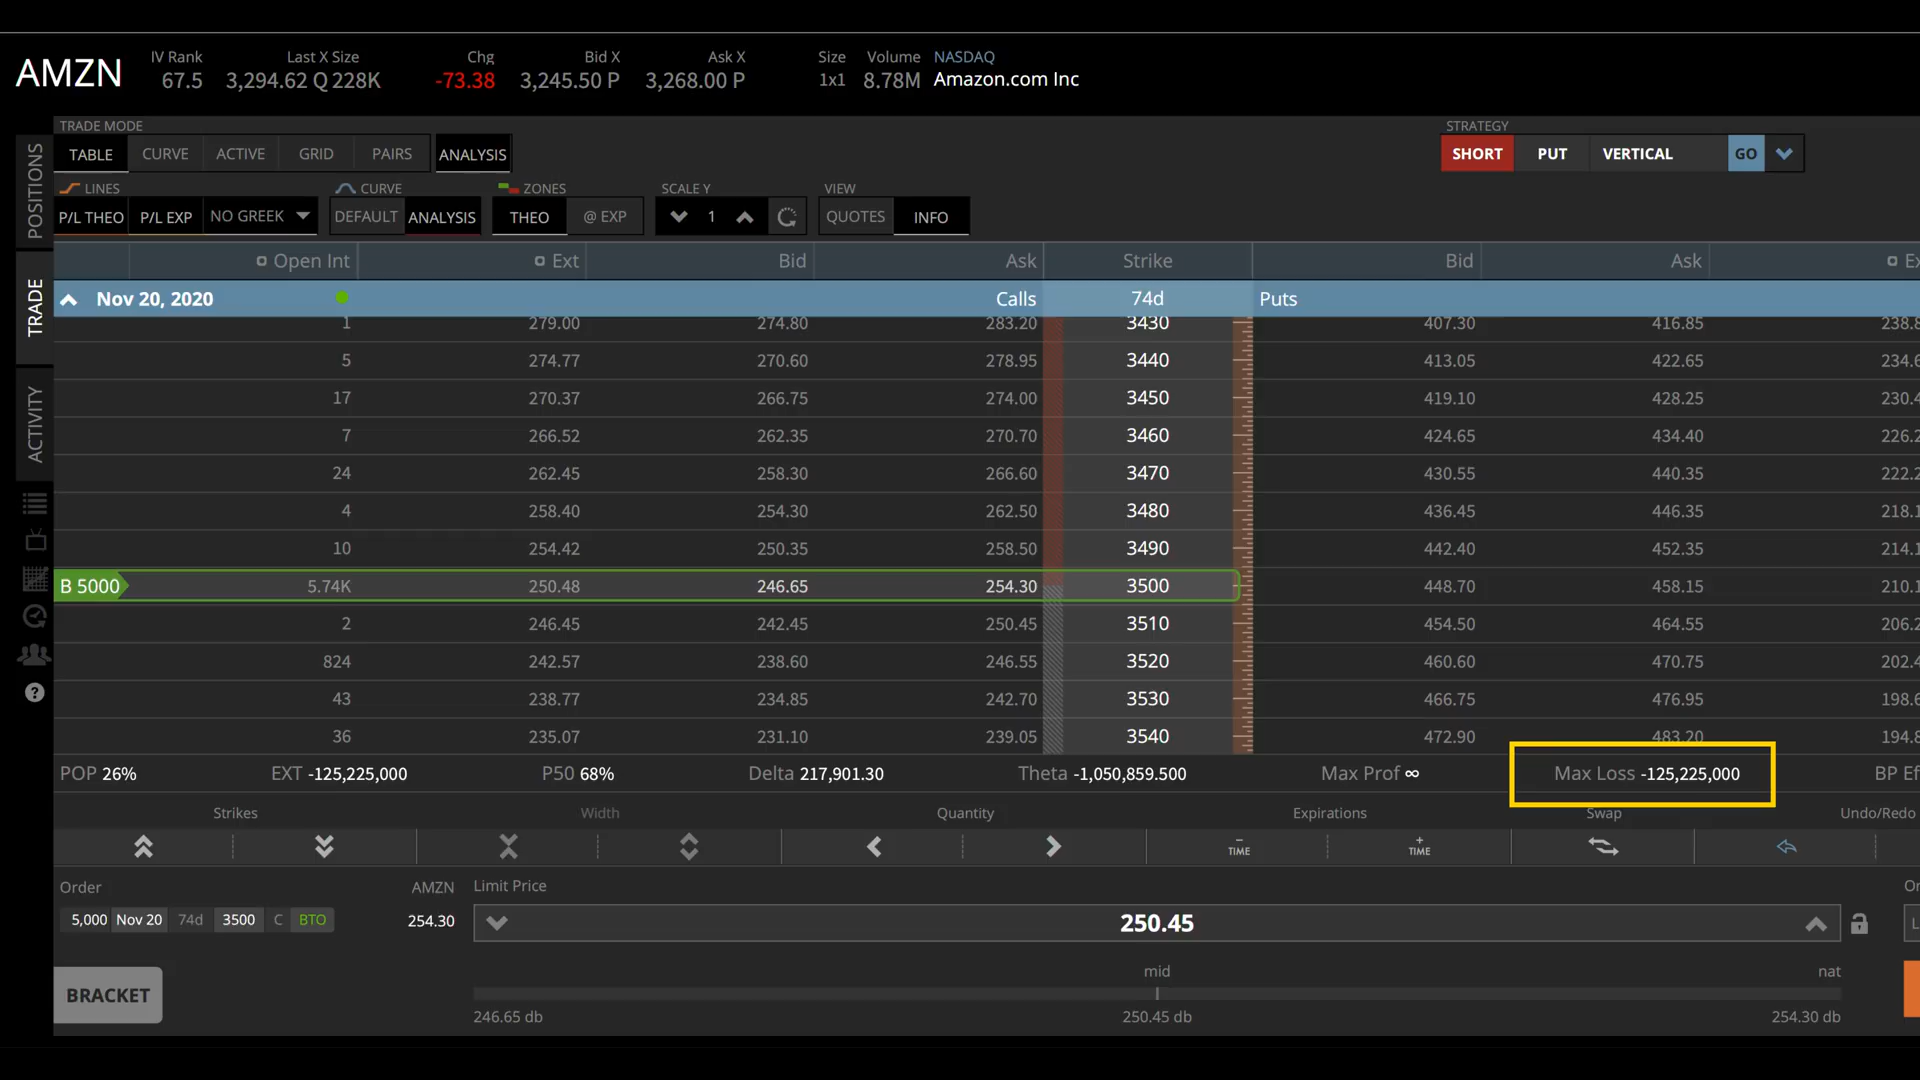 AMZN IV Rank 67.5 Last X Size 3,294.62 Q 228K Chg -73.38 Bid X 3,245.50 P Ask X 3,268.00 P Size 1x1 Volume 8.78M NASDAQ Amazon.com Inc
TRADE MODE STRATEGY
TABLE CURVE ACTIVE GRID PAIRS ANALYSIS SHORT PUT VERTICAL GO
LINES CURVE ZONES SCALE Y VIEW
P/L THEO P/L EXP NO GREEK DEFAULT ANALYSIS THEO @ EXP 1 QUOTES INFO
POSITIONS
TRADE
ACTIVITY
Open Int Ext Bid Ask Strike Bid Ask Ex
Nov 20, 2020 Calls 74d Puts
1 279.00 274.80 283.20 3430 407.30 416.85 238.8
5 274.77 270.60 278.95 3440 413.05 422.65 234.6
17 270.37 266.75 274.00 3450 419.10 428.25 230.4
7 266.52 262.35 270.70 3460 424.65 434.40 226.2
24 262.45 258.30 266.60 3470 430.55 440.35 222.2
4 258.40 254.30 262.50 3480 436.45 446.35 218.1
10 254.42 250.35 258.50 3490 442.40 452.35 214.1
B 5000 5.74K 250.48 246.65 254.30 3500 448.70 458.15 210.1
2 246.45 242.45 250.45 3510 454.50 464.55 206.2
824 242.57 238.60 246.55 3520 460.60 470.75 202.4
43 238.77 234.85 242.70 3530 466.75 476.95 198.6
36 235.07 231.10 239.05 3540 472.90 483.20 194.8
POP 26% EXT -125,225,000 P50 68% Delta 217,901.30 Theta -1,050,859.500 Max Prof ∞ Max Loss -125,225,000 BP Ef
Strikes Width Quantity Expirations Swap Undo/Redo
– TIME + TIME
Order AMZN Limit Price Or
5,000 Nov 20 74d 3500 C BTO 254.30 250.45 L
BRACKET
mid nat
246.65 db 250.45 db 254.30 db